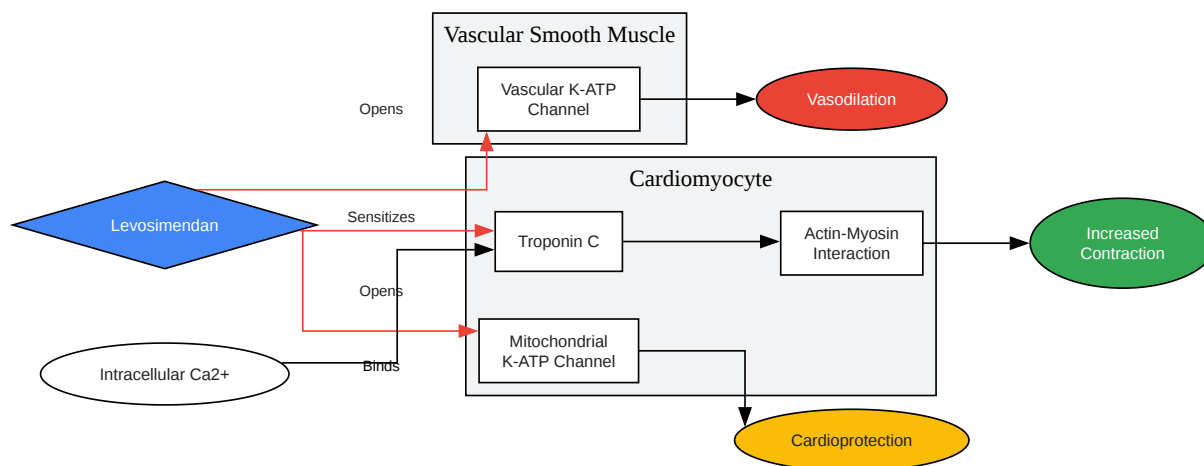 Vascular Smooth Muscle
Vascular K-ATP
Channel
Vasodilation
Opens
Cardiomyocyte
Levosimendan
Sensitizes
Troponin C
Actin-Myosin
Interaction
Increased
Contraction
Opens
Mitochondrial
K-ATP Channel
Intracellular Ca2+
Binds
Cardioprotection